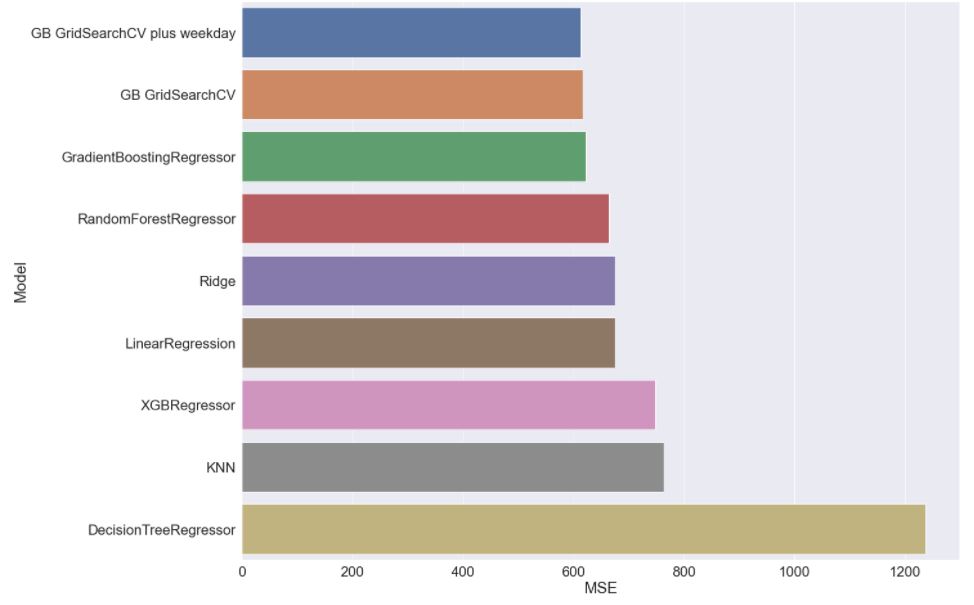 GB GridSearchCV plus weekday
GB GridSearchCV
GradientBoostingRegressor
RandomForestRegressor
Ridge
LinearRegression
XGBRegressor
KNN
DecisionTreeRegressor
Model
0 200 400 600 800 1000 1200
MSE